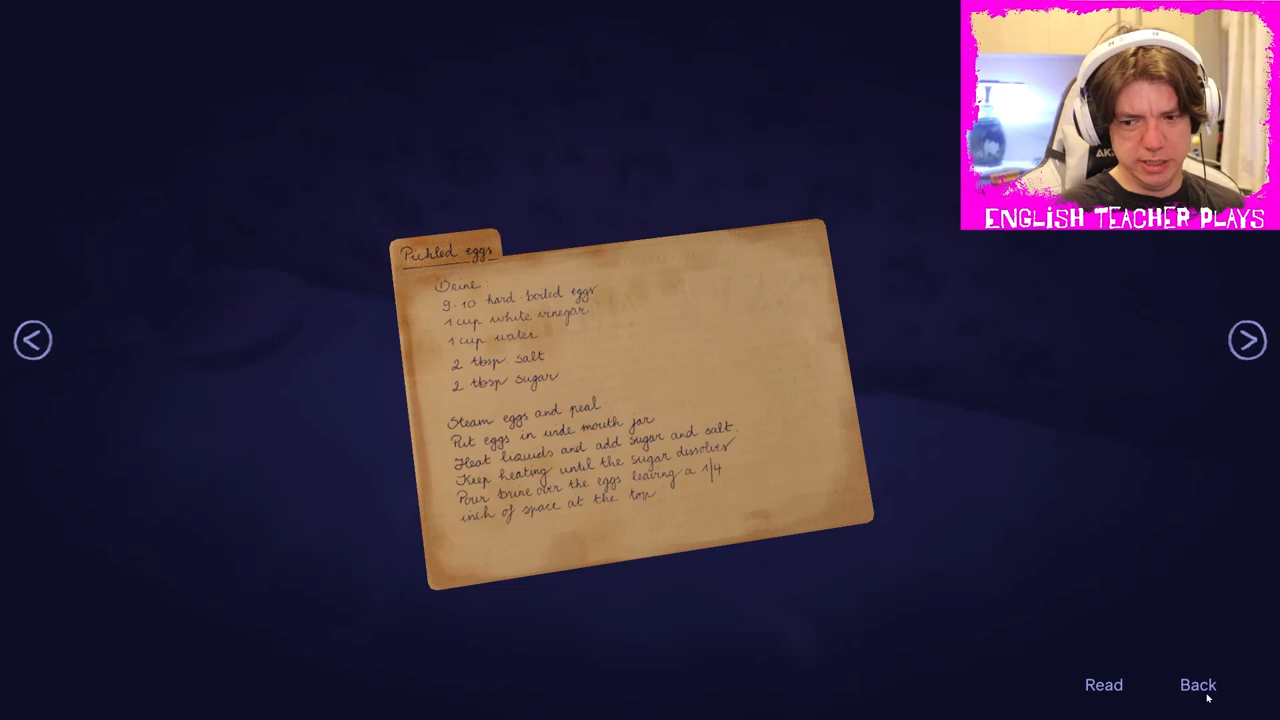 Pickled eggs
Brine:
9-10 hard-boiled eggs
1 cup white vinegar
1 cup water
2 tbsp salt
2 tbsp sugar
Steam eggs and peal
Put eggs in wide mouth jar
Heat liquids and add sugar and salt.
Keep heating until the sugar dissolves
Pour brine over the eggs leaving a 1/4
inch of space at the top
<
>
AK
ENGLISH TEACHER PLAYS
Read
Back